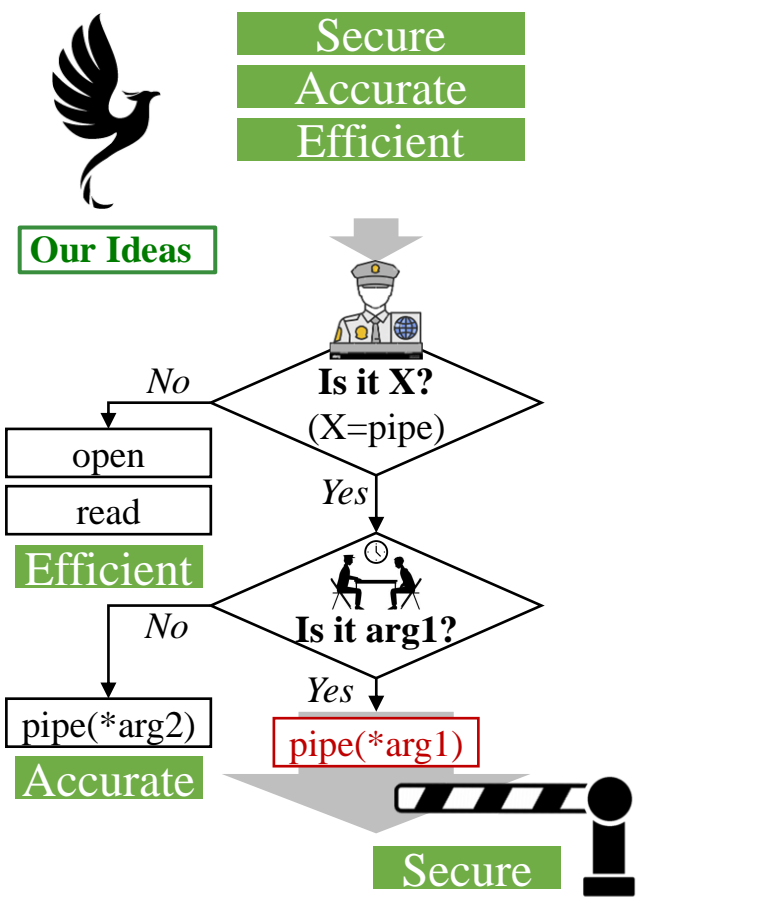 Secure
Accurate
Efficient
Our Ideas
Is it X?
(X=pipe)
No
open
read
Efficient
Yes
Is it arg1?
No
pipe(*arg2)
Accurate
Yes
pipe(*arg1)
Secure